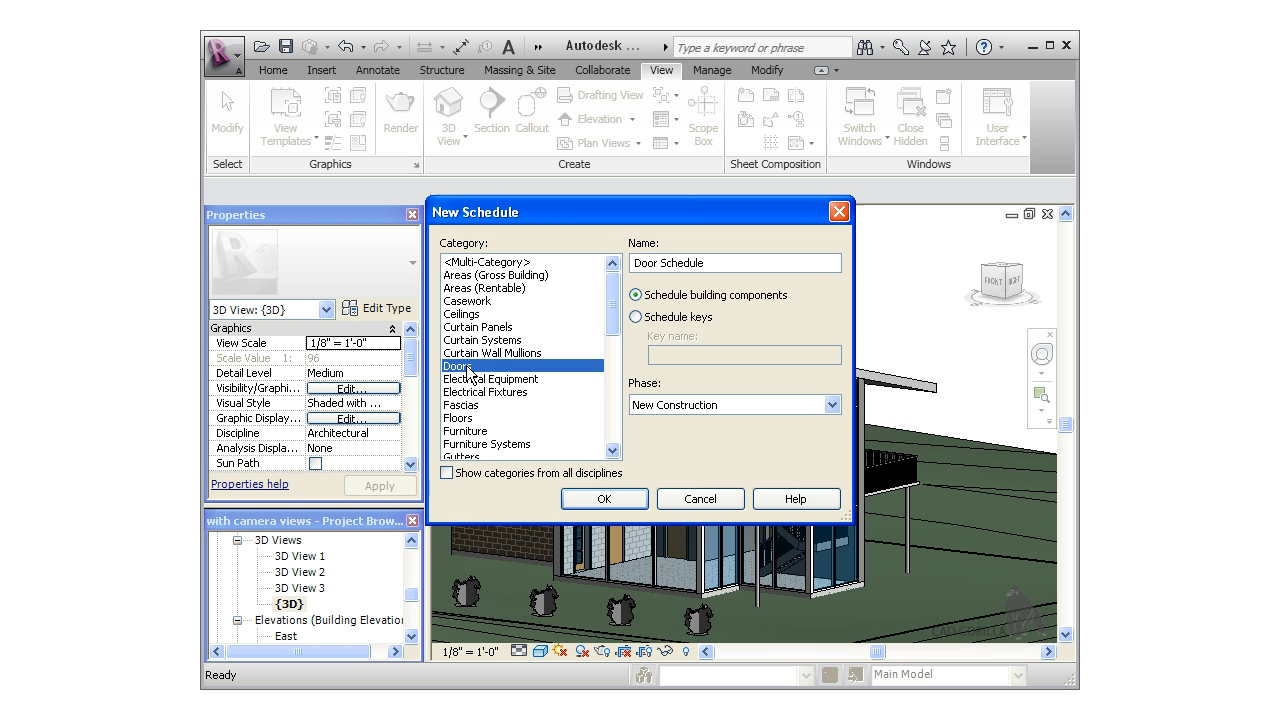 Autodesk ...
Type a keyword or phrase
Home Insert Annotate Structure Massing & Site Collaborate View Manage Modify
Modify
View
Templates
Render
3D
View
Section
Callout
Drafting View
Elevation
Plan Views
Scope
Box
Switch
Windows
Close
Hidden
User
Interface
Select Graphics Create Sheet Composition Windows
Properties
3D View: {3D} Edit Type
Graphics
View Scale 1/8" = 1'-0"
Scale Value 1: 96
Detail Level Medium
Visibility/Graphi... Edit...
Visual Style Shaded with ...
Graphic Display... Edit...
Discipline Architectural
Analysis Displa... None
Sun Path
Properties help Apply
with camera views - Project Brow...
3D Views
3D View 1
3D View 2
3D View 3
{3D}
Elevations (Building Elevatior
East
New Schedule
Category:
<Multi-Category>
Areas (Gross Building)
Areas (Rentable)
Casework
Ceilings
Curtain Panels
Curtain Systems
Curtain Wall Mullions
Doors
Electrical Equipment
Electrical Fixtures
Fascias
Floors
Furniture
Furniture Systems
Gutters
Show categories from all disciplines
Name:
Door Schedule
Schedule building components
Schedule keys
Key name:
Phase:
New Construction
OK Cancel Help
FRONT
CAD GORILLA
1/8" = 1'-0"
Ready
Main Model